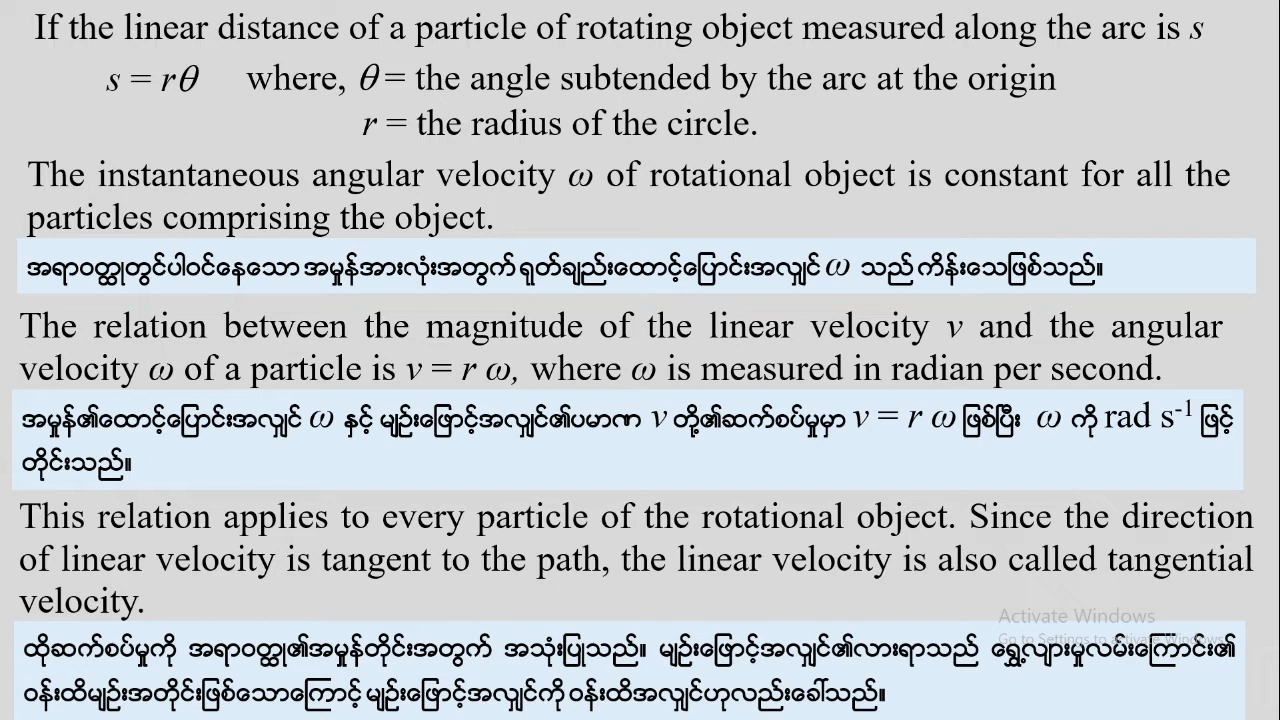 If the linear distance of a particle of rotating object measured along the arc is s
s = rθ where, θ = the angle subtended by the arc at the origin
r = the radius of the circle.
The instantaneous angular velocity ω of rotational object is constant for all the
particles comprising the object.
အရာဝတ္ထုတွင်ပါဝင်နေသော အမှုန်အားလုံးအတွက် ရုတ်ချည်းထောင့်ပြောင်းအလျှင် ω သည် ကိန်းသေဖြစ်သည်။
The relation between the magnitude of the linear velocity v and the angular
velocity ω of a particle is v = r ω, where ω is measured in radian per second.
အမှုန်၏ထောင့်ပြောင်းအလျှင် ω နှင့် မျဉ်းဖြောင့်အလျှင်၏ပမာဏ v တို့၏ဆက်စပ်မှုမှာ v = r ω ဖြစ်ပြီး ω ကို rad s⁻¹ ဖြင့်
တိုင်းသည်။
This relation applies to every particle of the rotational object. Since the direction
of linear velocity is tangent to the path, the linear velocity is also called tangential
velocity.
Activate Windows
Go to Settings to activate Windows.
ထိုဆက်စပ်မှုကို အရာဝတ္ထု၏အမှုန်တိုင်းအတွက် အသုံးပြုသည်။ မျဉ်းဖြောင့်အလျှင်၏လားရာသည် ရွေ့လျားမှုလမ်းကြောင်း၏
ဝန်းထိမျဉ်းအတိုင်းဖြစ်သောကြောင့် မျဉ်းဖြောင့်အလျှင်ကို ဝန်းထိအလျှင်ဟုလည်းခေါ်သည်။